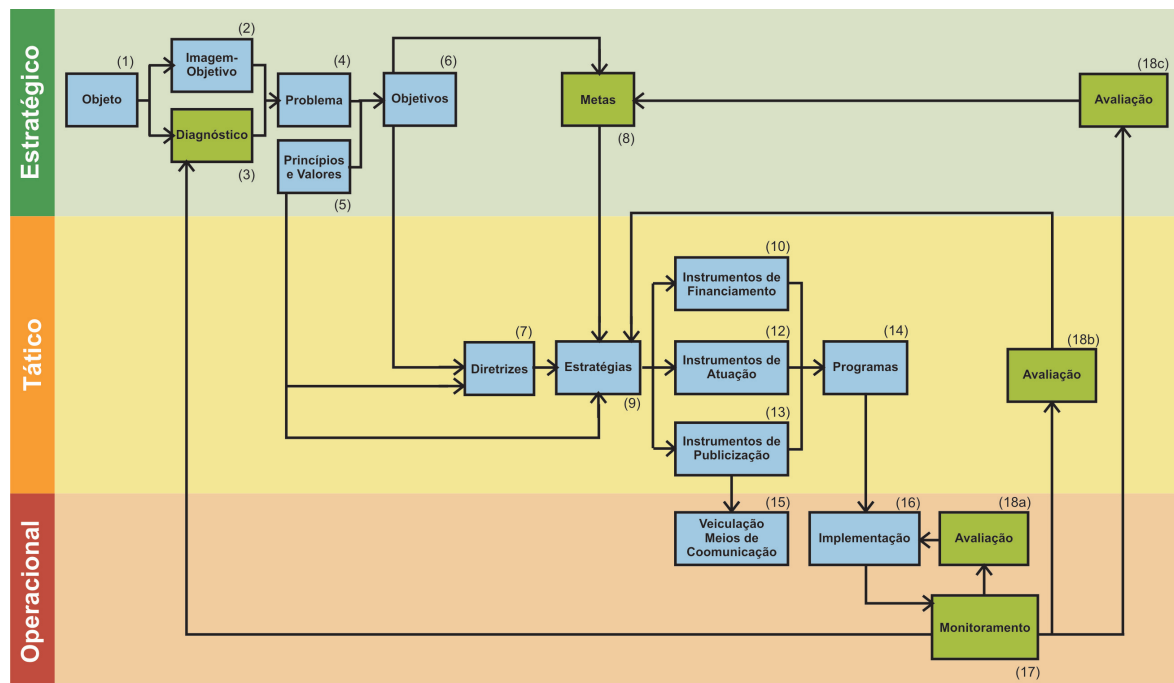 Estratégico
(1)
Objeto
(2)
Imagem-
Objetivo
Diagnóstico
(3)
(4)
Problema
Princípios
e Valores
(5)
(6)
Objetivos
Metas
(8)
(18c)
Avaliação
Tático
(7)
Diretrizes
Estratégias
(9)
(10)
Instrumentos de
Financiamento
(12)
Instrumentos de
Atuação
(13)
Instrumentos de
Publicização
(14)
Programas
(18b)
Avaliação
Operacional
(15)
Veiculação
Meios de
Coomunicação
(16)
Implementação
(18a)
Avaliação
Monitoramento
(17)